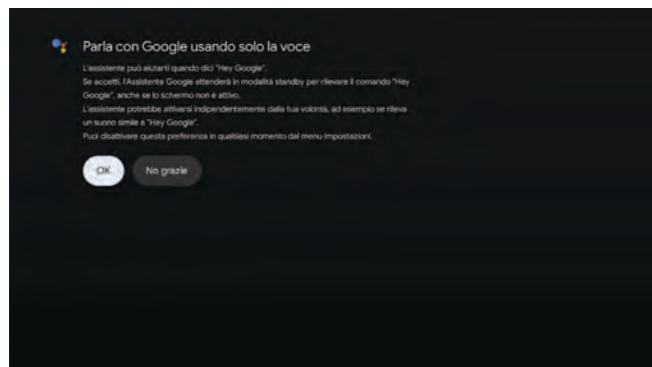 Parla con Google usando solo la voce
L'assistente può aiutarti quando dici "Hey Google".
Se accetti, l'Assistente Google attenderà in modalità standby per rilevare il comando "Hey
Google", anche se lo schermo non è attivo.
L'assistente potrebbe attivarsi indipendentemente dalla tua volontà, ad esempio se rileva
un suono simile a "Hey Google".
Puoi disattivare questa preferenza in qualsiasi momento dal menu Impostazioni.
OK
No grazie